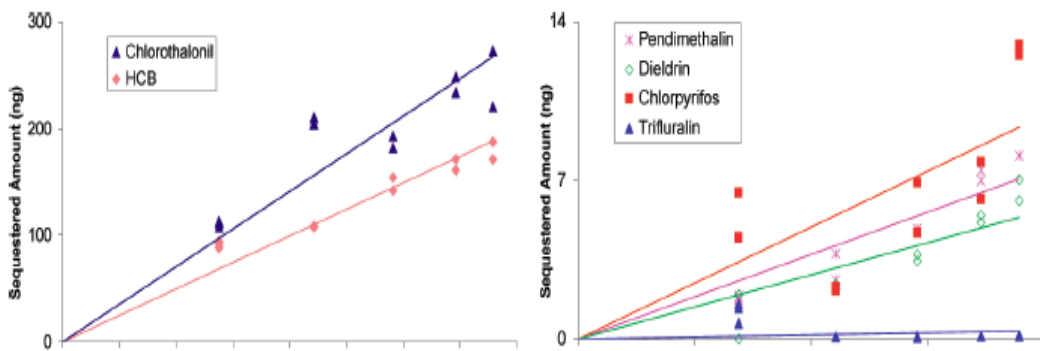 300
200
100
0
Sequestered Amount (ng)
Chlorothalonil
HCB
14
7
0
Sequestered Amount (ng)
Pendimethalin
Dieldrin
Chlorpyrifos
Trifluralin